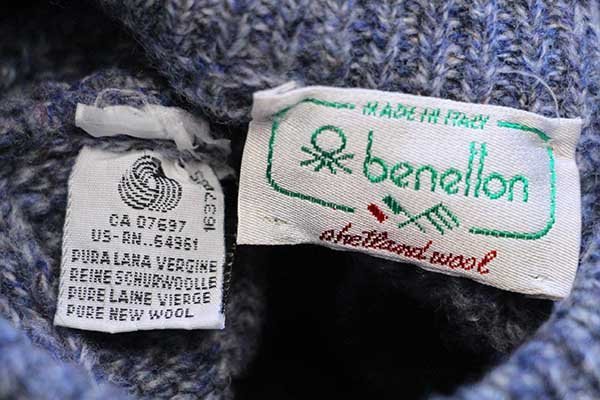 CA 07697
US-RN..64961
PURA LANA VERGINE
REINE SCHURWOLLE
PURE LAINE VIERGE
PURE NEW WOOL
MADE IN ITALY
benetton
shetland wool